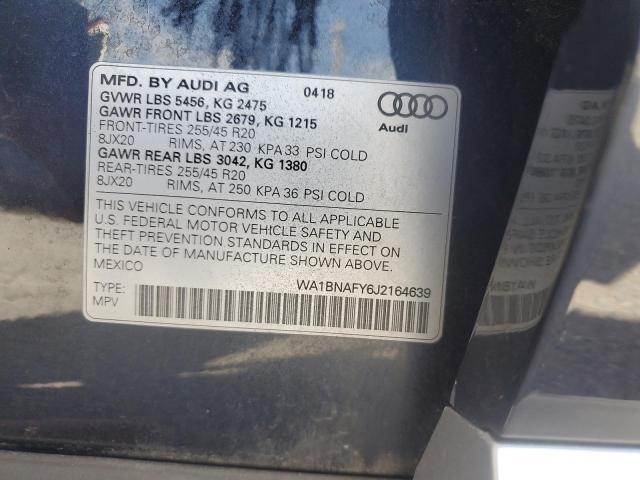 MFD. BY AUDI AG 0418
GVWR LBS 5456, KG 2475
GAWR FRONT LBS 2679, KG 1215
FRONT-TIRES 255/45 R20
8JX20 RIMS, AT 230 KPA 33 PSI COLD
GAWR REAR LBS 3042, KG 1380
REAR-TIRES 255/45 R20
8JX20 RIMS, AT 250 KPA 36 PSI COLD
Audi
THIS VEHICLE CONFORMS TO ALL APPLICABLE
U.S. FEDERAL MOTOR VEHICLE SAFETY AND
THEFT PREVENTION STANDARDS IN EFFECT ON
THE DATE OF MANUFACTURE SHOWN ABOVE.
MEXICO
WA1BNAFY6J2164639
TYPE:
MPV